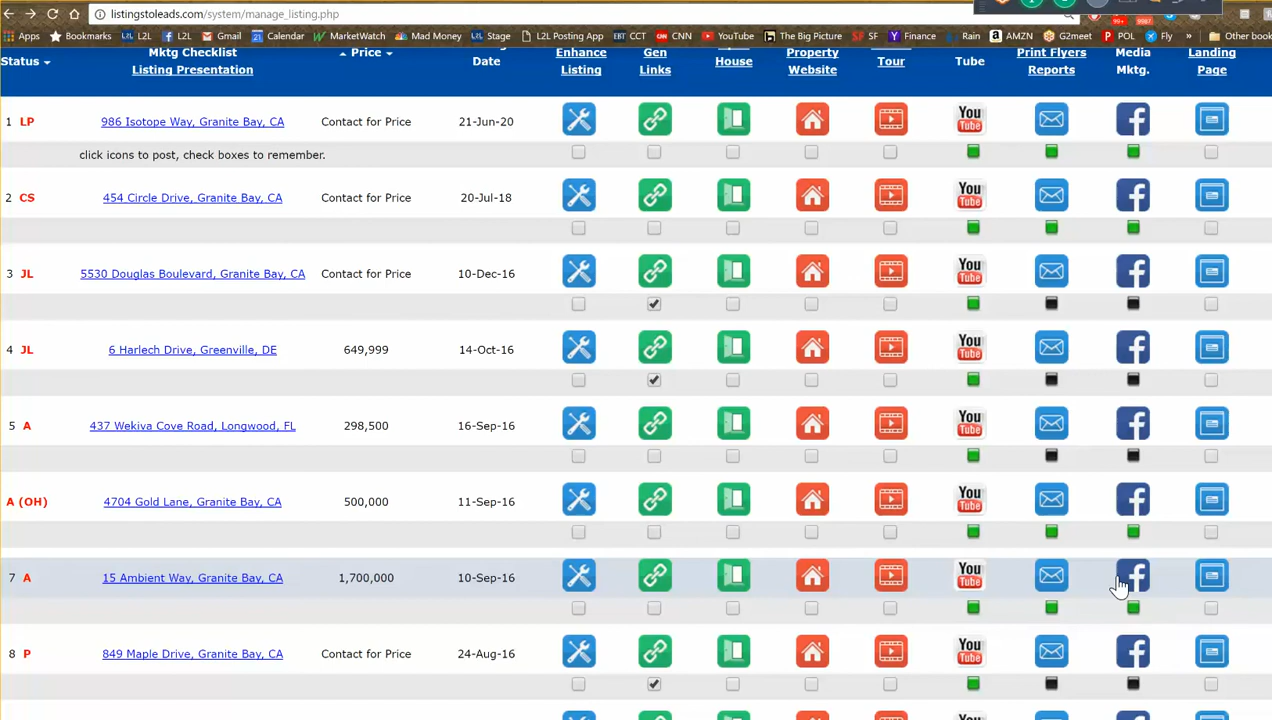 listingstoleads.com/system/manage_listing.php
99+
9987
Apps Bookmarks L2L L2L Gmail Calendar MarketWatch Mad Money Stage L2L Posting App EBT CCT CNN YouTube The Big Picture SF Finance Rain AMZN G2meet POL Fly » Other book
Status Mktg Checklist Listing Presentation Price Date Enhance Listing Gen Links House Property Website Tour Tube Print Flyers Reports Media Mktg. Landing Page
1 LP 986 Isotope Way, Granite Bay, CA Contact for Price 21-Jun-20 You Tube
click icons to post, check boxes to remember.
2 CS 454 Circle Drive, Granite Bay, CA Contact for Price 20-Jul-18 You Tube
3 JL 5530 Douglas Boulevard, Granite Bay, CA Contact for Price 10-Dec-16 You Tube
4 JL 6 Harlech Drive, Greenville, DE 649,999 14-Oct-16 You Tube
5 A 437 Wekiva Cove Road, Longwood, FL 298,500 16-Sep-16 You Tube
A (OH) 4704 Gold Lane, Granite Bay, CA 500,000 11-Sep-16 You Tube
7 A 15 Ambient Way, Granite Bay, CA 1,700,000 10-Sep-16 You Tube
8 P 849 Maple Drive, Granite Bay, CA Contact for Price 24-Aug-16 You Tube